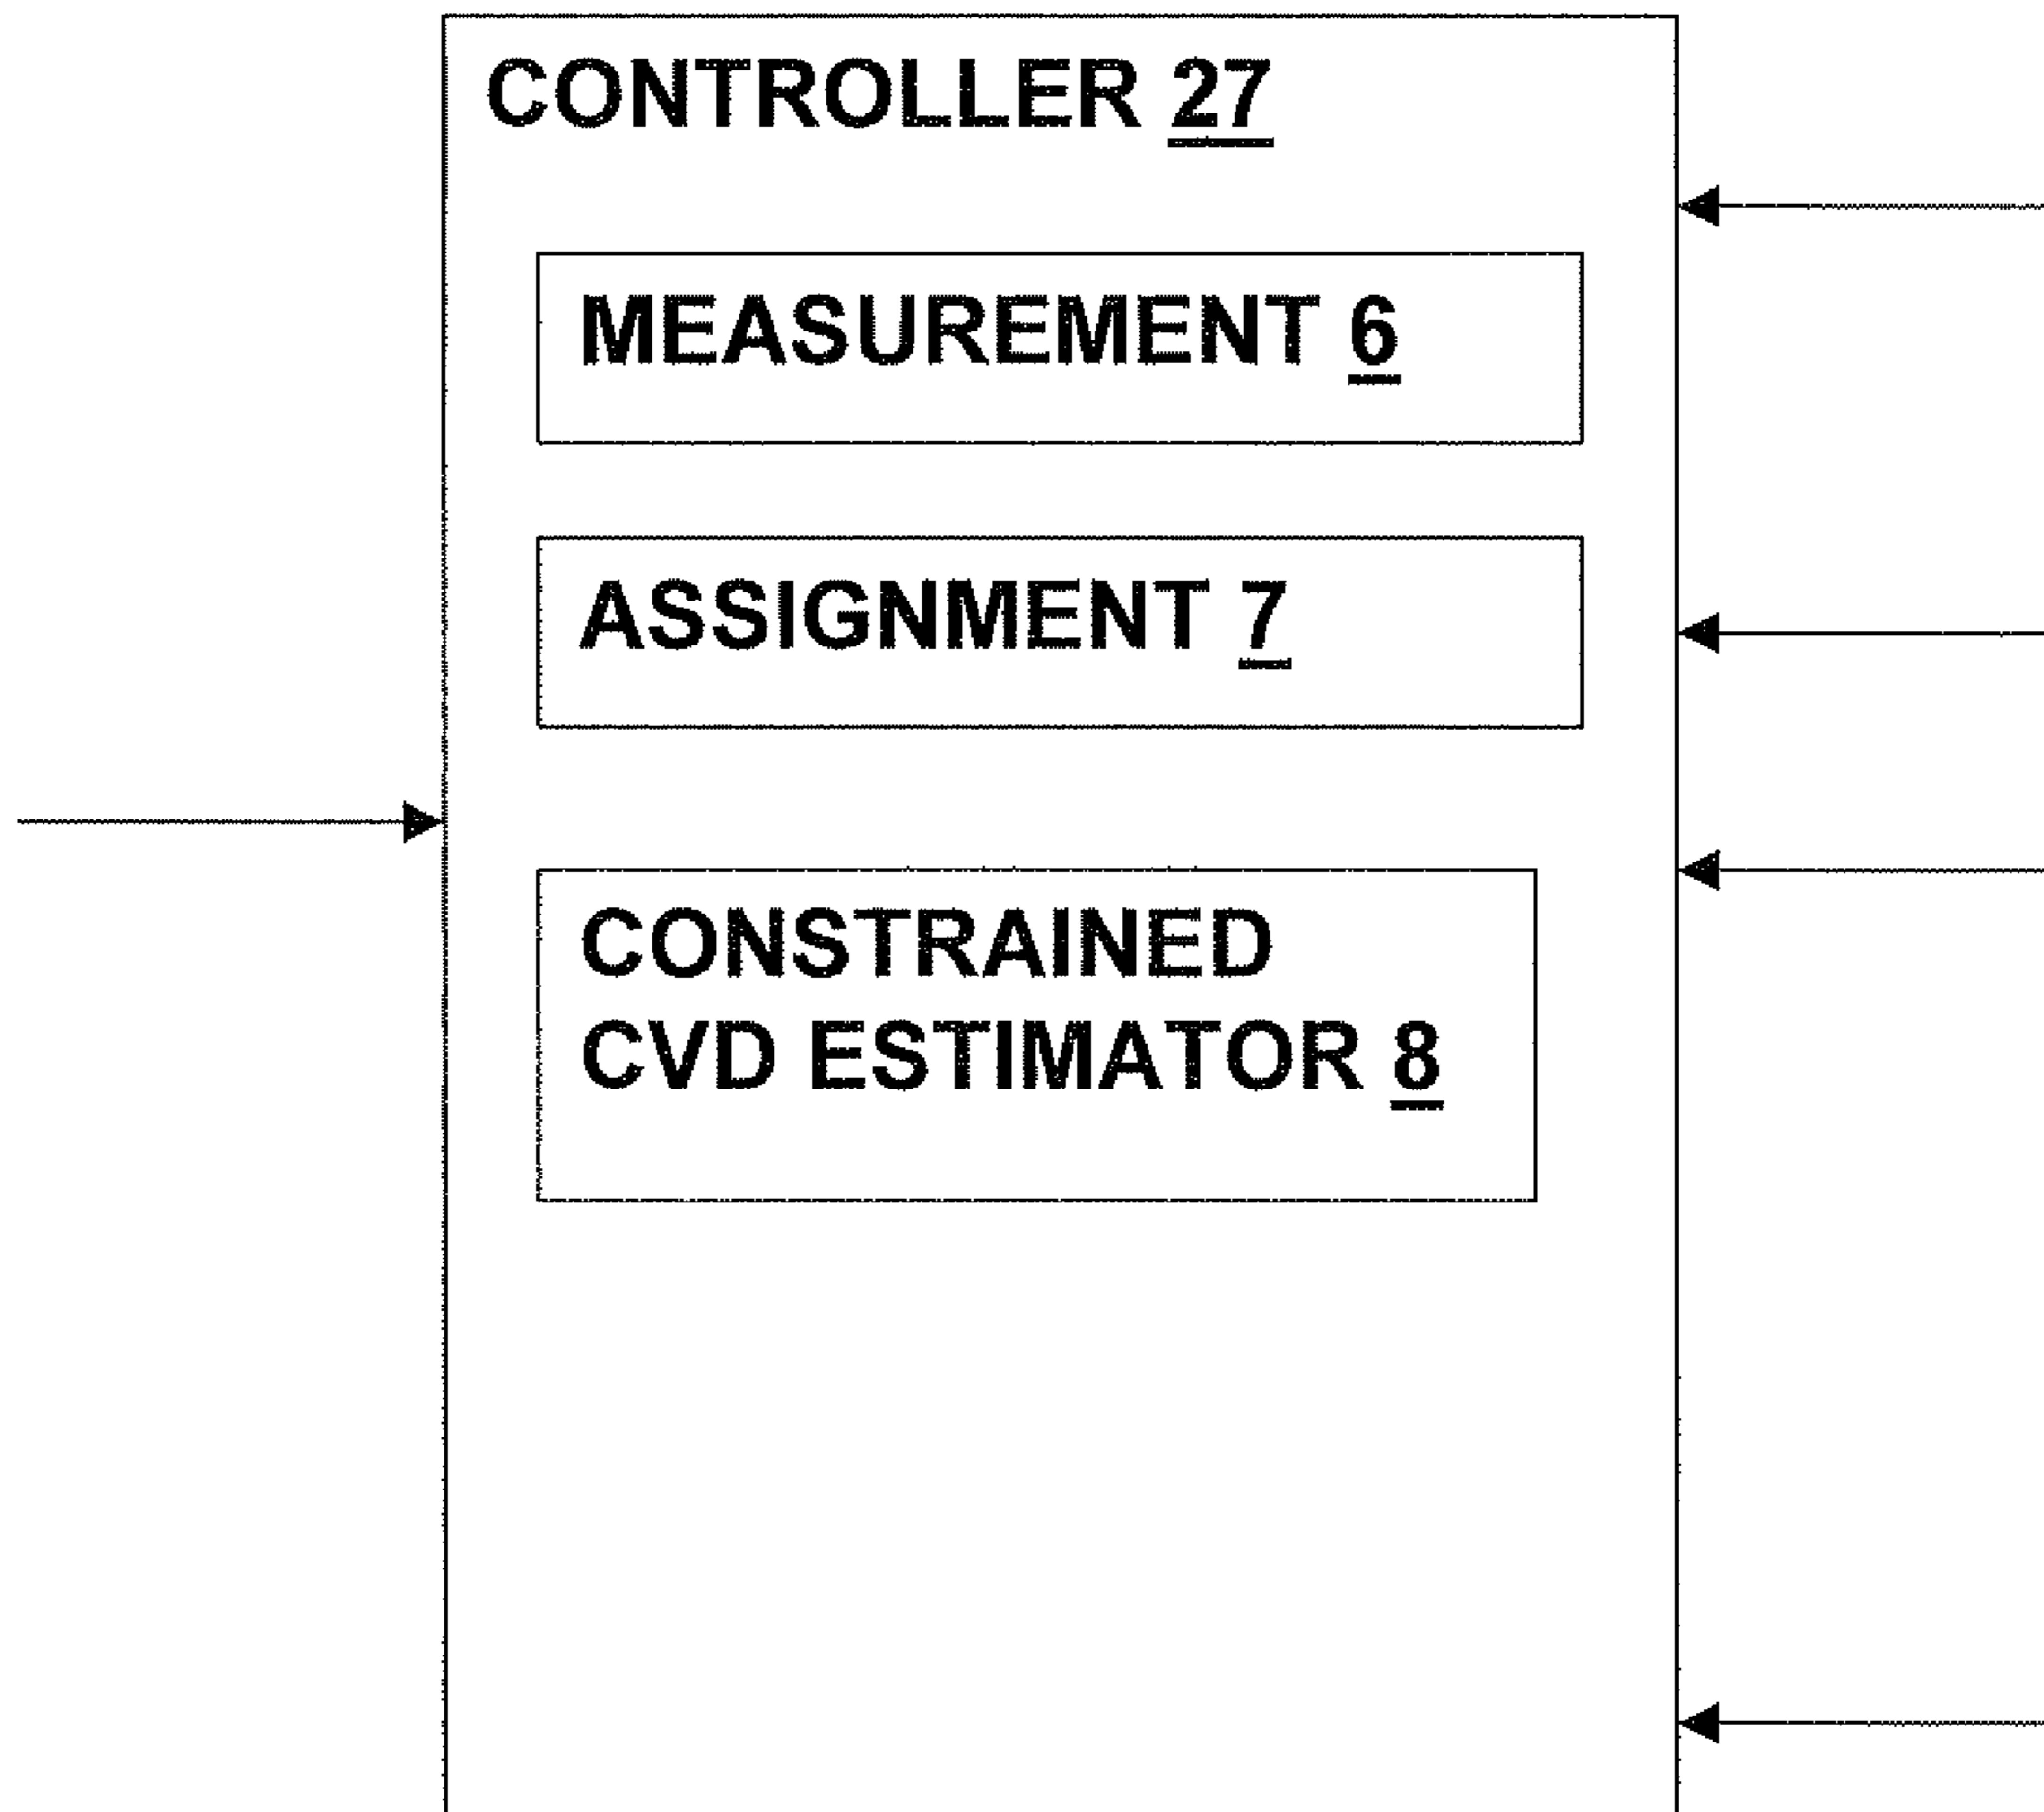 CONTROLLER 27
MEASUREMENT 6
ASSIGNMENT 7
CONSTRAINED
CVD ESTIMATOR 8